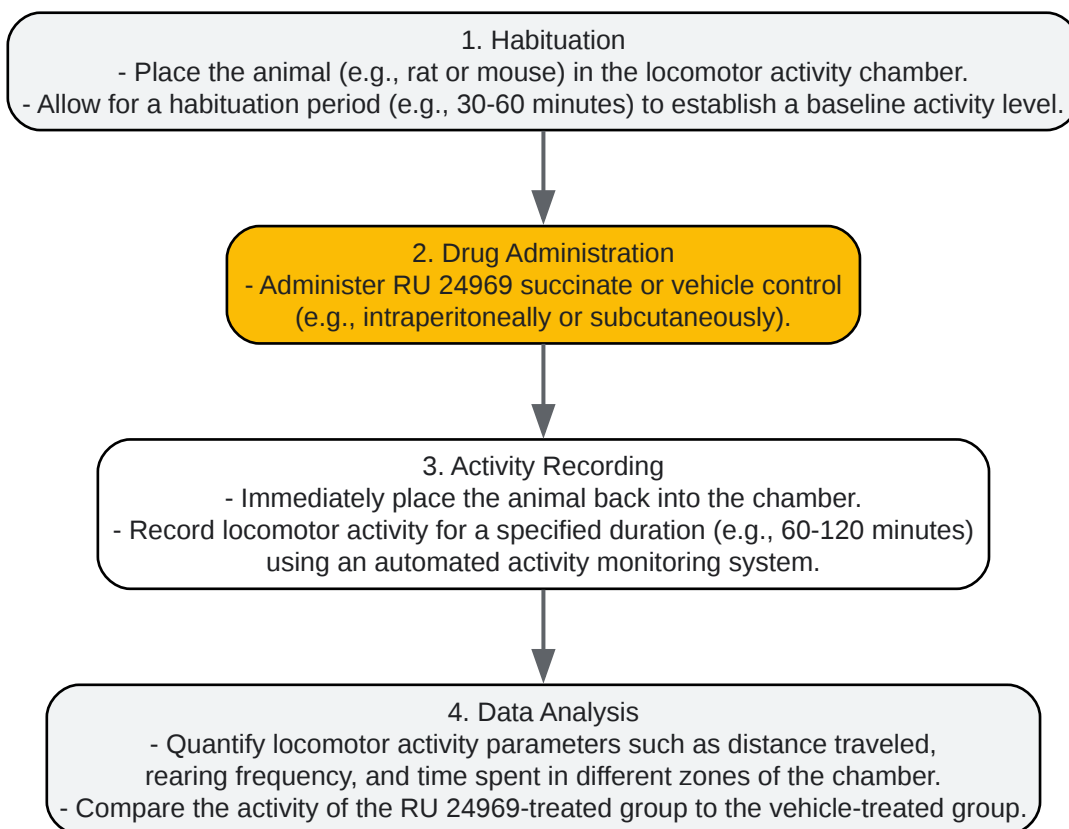 1. Habituation
- Place the animal (e.g., rat or mouse) in the locomotor activity chamber.
- Allow for a habituation period (e.g., 30-60 minutes) to establish a baseline activity level.
2. Drug Administration
- Administer RU 24969 succinate or vehicle control
(e.g., intraperitoneally or subcutaneously).
3. Activity Recording
- Immediately place the animal back into the chamber.
- Record locomotor activity for a specified duration (e.g., 60-120 minutes)
using an automated activity monitoring system.
4. Data Analysis
- Quantify locomotor activity parameters such as distance traveled,
rearing frequency, and time spent in different zones of the chamber.
- Compare the activity of the RU 24969-treated group to the vehicle-treated group.